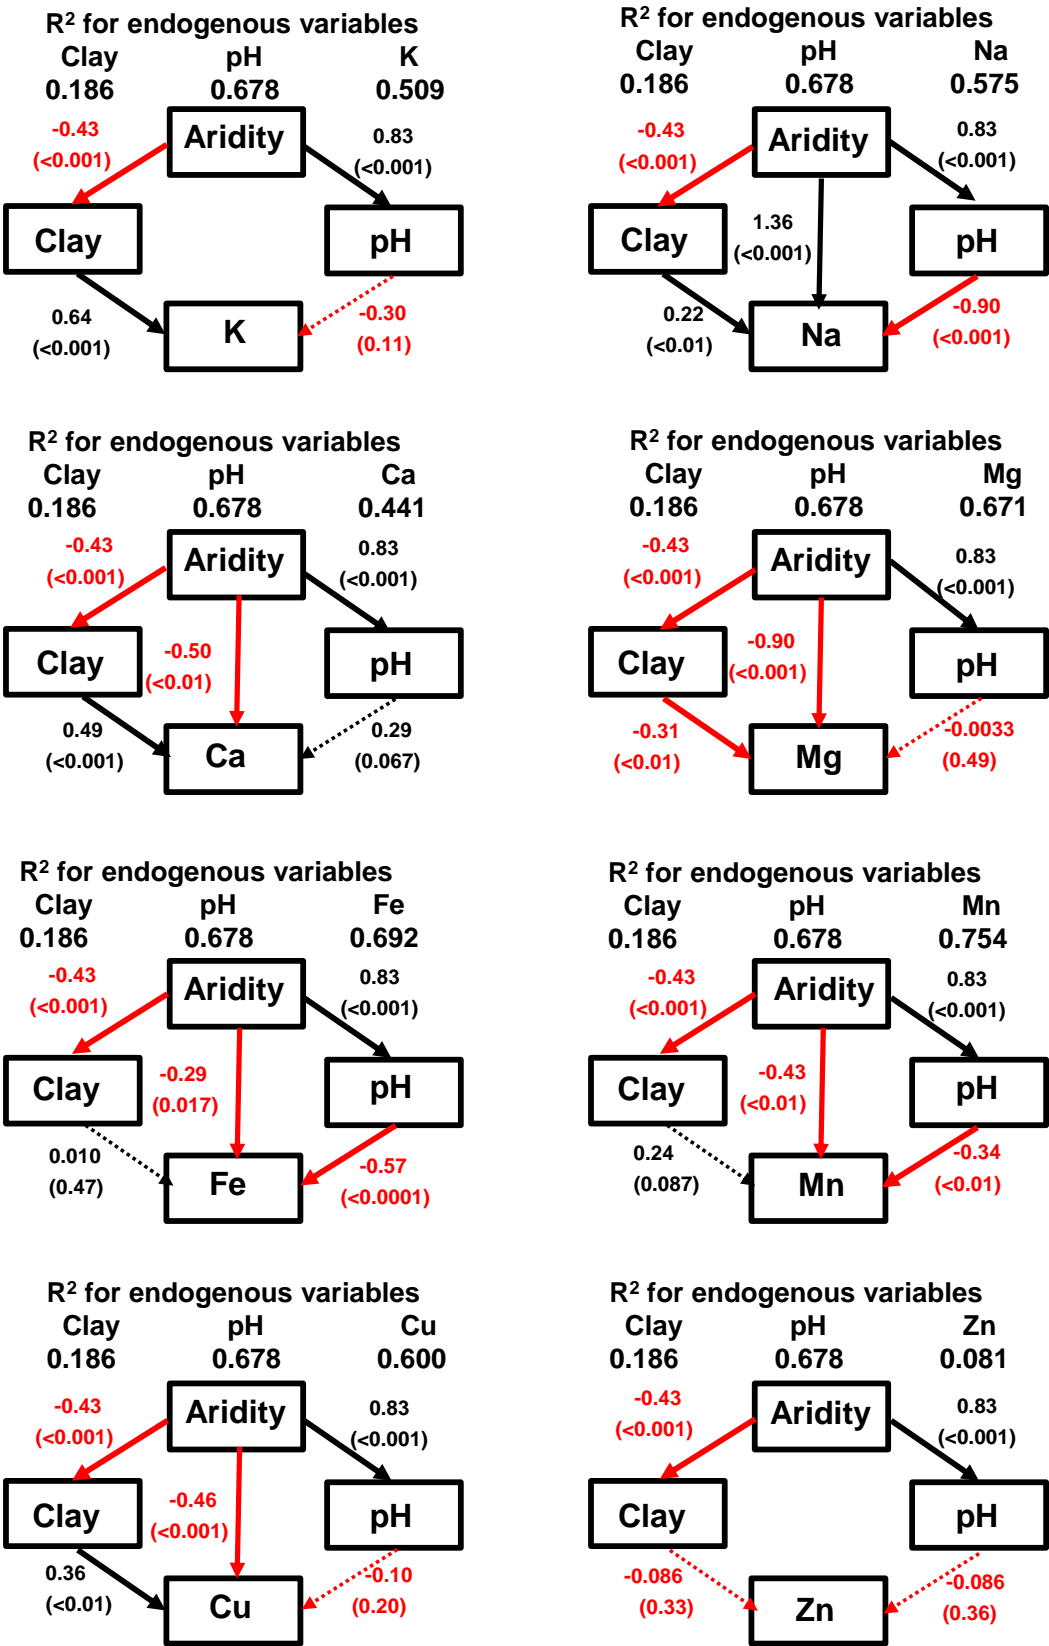 R2 for endogenous variables
Clay pH K
0.186 0.678 0.509
-0.43
(<0.001)
Aridity
0.83
(<0.001)
Clay
pH
0.64
(<0.001)
K
-0.30
(0.11)
R2 for endogenous variables
Clay pH Na
0.186 0.678 0.575
-0.43
(<0.001)
Aridity
0.83
(<0.001)
Clay
1.36
(<0.001)
pH
0.22
(<0.01)
Na
-0.90
(<0.001)
R2 for endogenous variables
Clay pH Ca
0.186 0.678 0.441
-0.43
(<0.001)
Aridity
0.83
(<0.001)
Clay
-0.50
(<0.01)
pH
0.49
(<0.001)
Ca
0.29
(0.067)
R2 for endogenous variables
Clay pH Mg
0.186 0.678 0.671
-0.43
(<0.001)
Aridity
0.83
(<0.001)
Clay
-0.90
(<0.001)
pH
-0.31
(<0.01)
Mg
-0.0033
(0.49)
R2 for endogenous variables
Clay pH Fe
0.186 0.678 0.692
-0.43
(<0.001)
Aridity
0.83
(<0.001)
Clay
-0.29
(0.017)
pH
0.010
(0.47)
Fe
-0.57
(<0.0001)
R2 for endogenous variables
Clay pH Mn
0.186 0.678 0.754
-0.43
(<0.001)
Aridity
0.83
(<0.001)
Clay
-0.43
(<0.01)
pH
0.24
(0.087)
Mn
-0.34
(<0.01)
R2 for endogenous variables
Clay pH Cu
0.186 0.678 0.600
-0.43
(<0.001)
Aridity
0.83
(<0.001)
Clay
-0.46
(<0.001)
pH
0.36
(<0.01)
Cu
-0.10
(0.20)
R2 for endogenous variables
Clay pH Zn
0.186 0.678 0.081
-0.43
(<0.001)
Aridity
0.83
(<0.001)
Clay
pH
-0.086
(0.33)
Zn
-0.086
(0.36)